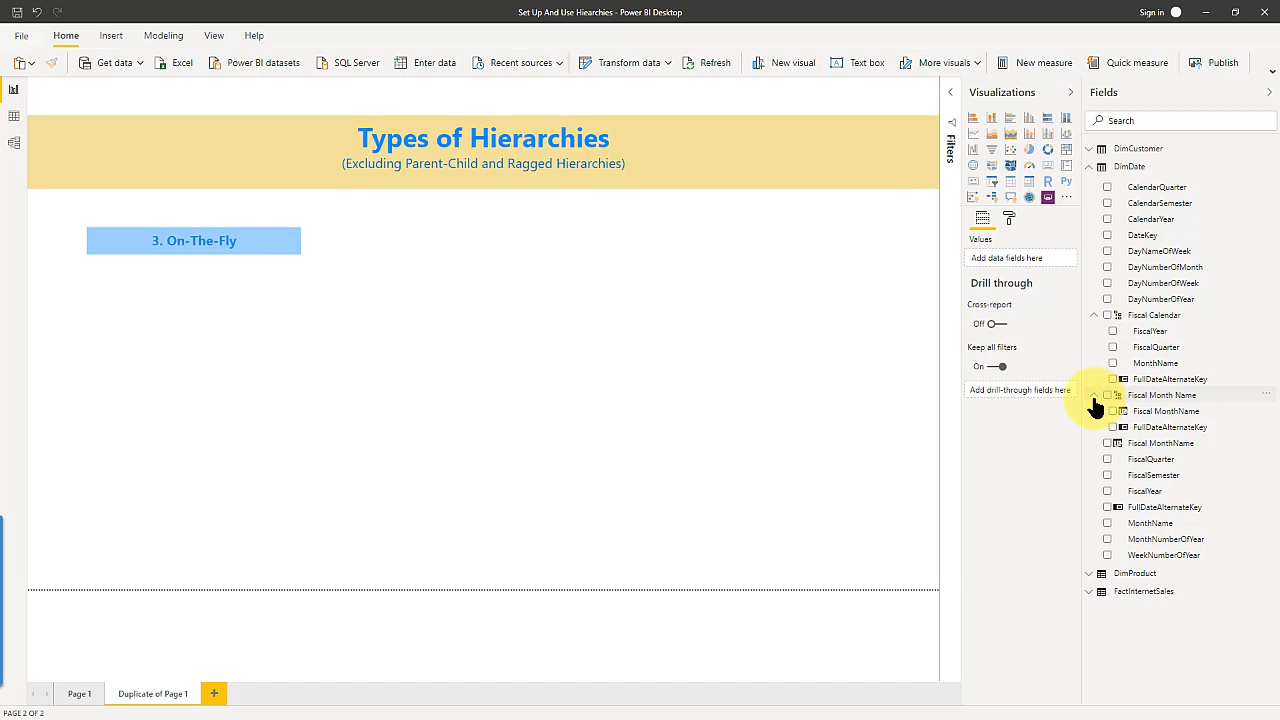 Set Up And Use Hiearchies - Power BI Desktop
Sign in
File
Home
Insert
Modeling
View
Help
Get data
Excel
Power BI datasets
SQL Server
Enter data
Recent sources
Transform data
Refresh
New visual
Text box
More visuals
New measure
Quick measure
Publish
Types of Hierarchies
(Excluding Parent-Child and Ragged Hierarchies)
3. On-The-Fly
Filters
Visualizations
R
Py
Values
Add data fields here
Drill through
Cross-report
Off
Keep all filters
On
Add drill-through fields here
Fields
Search
DimCustomer
DimDate
CalendarQuarter
CalendarSemester
CalendarYear
DateKey
DayNameOfWeek
DayNumberOfMonth
DayNumberOfWeek
DayNumberOfYear
Fiscal Calendar
FiscalYear
FiscalQuarter
MonthName
FullDateAlternateKey
Fiscal Month Name
Fiscal MonthName
FullDateAlternateKey
Fiscal MonthName
FiscalQuarter
FiscalSemester
FiscalYear
FullDateAlternateKey
MonthName
MonthNumberOfYear
WeekNumberOfYear
DimProduct
FactInternetSales
Page 1
Duplicate of Page 1
PAGE 2 OF 2